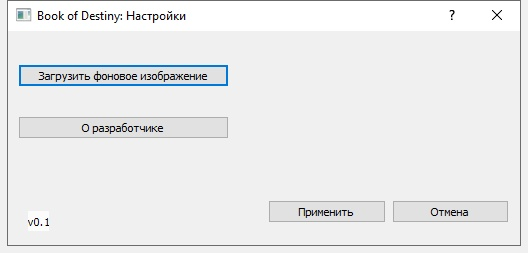 Book of Destiny: Настройки
Загрузить фоновое изображение
О разработчике
Применить
Отмена
v0.1